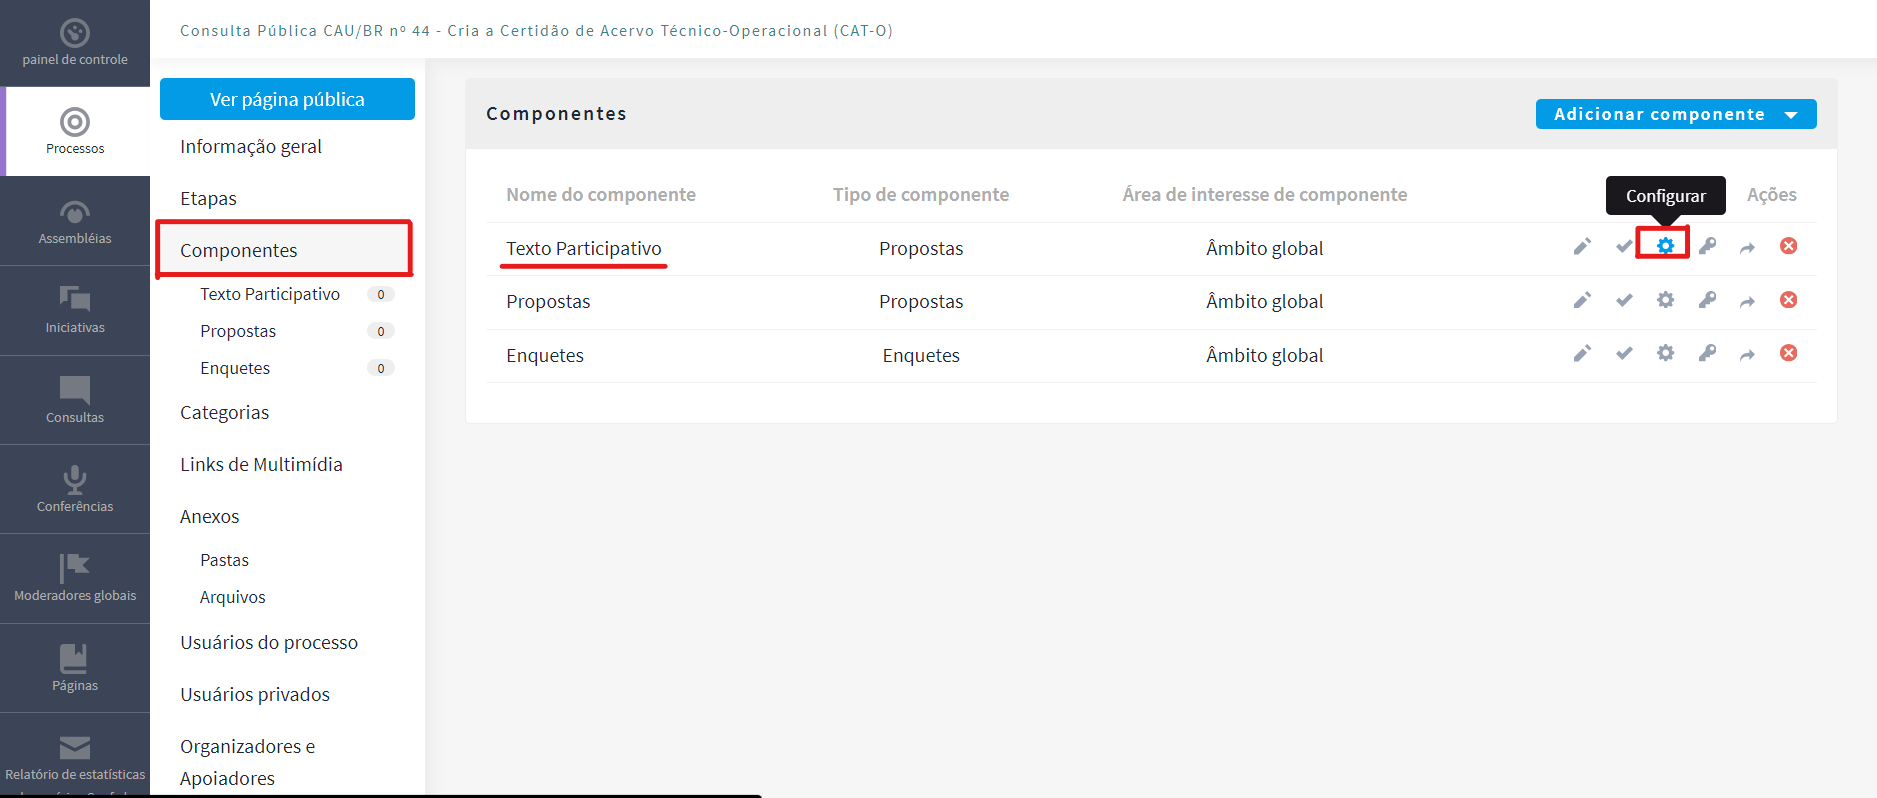 Consulta Pública CAU/BR nº 44 - Cria a Certidão de Acervo Técnico-Operacional (CAT-O)
painel de controle
Processos
Assembléias
Iniciativas
Consultas
Conferências
Moderadores globais
Páginas
Relatório de estatísticas
Ver página pública
Informação geral
Etapas
Componentes
Texto Participativo 0
Propostas 0
Enquetes 0
Categorias
Links de Multimídia
Anexos
Pastas
Arquivos
Usuários do processo
Usuários privados
Organizadores e
Apoiadores
Componentes
Adicionar componente
Nome do componente Tipo de componente Área de interesse de componente Configurar Ações
Texto Participativo Propostas Âmbito global
Propostas Propostas Âmbito global
Enquetes Enquetes Âmbito global